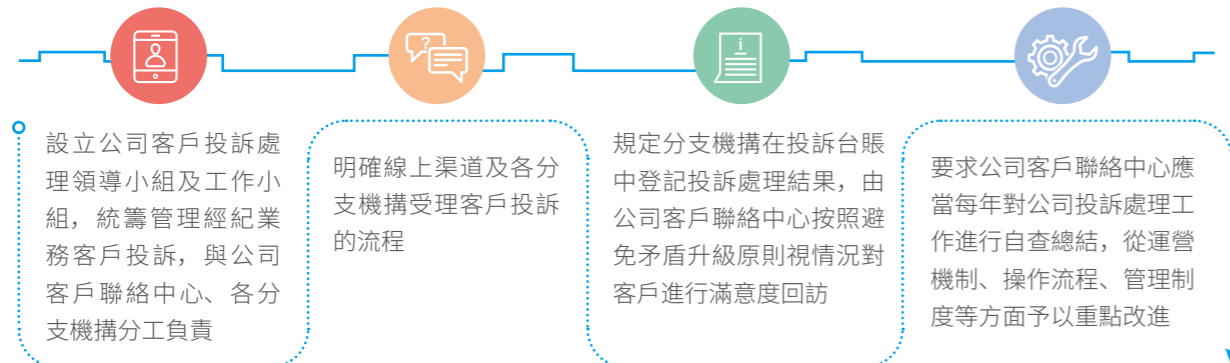 設立公司客戶投訴處
理領導小組及工作小
組，統籌管理經紀業
務客戶投訴，與公司
客戶聯絡中心、各分
支機搆分工負責
明確線上渠道及各分
支機搆受理客戶投訴
的流程
規定分支機搆在投訴台賬
中登記投訴處理結果，由
公司客戶聯絡中心按照避
免矛盾升級原則視情況對
客戶進行滿意度回訪
要求公司客戶聯絡中心應
當每年對公司投訴處理工
作進行自查總結，從運營
機制、操作流程、管理制
度等方面予以重點改進